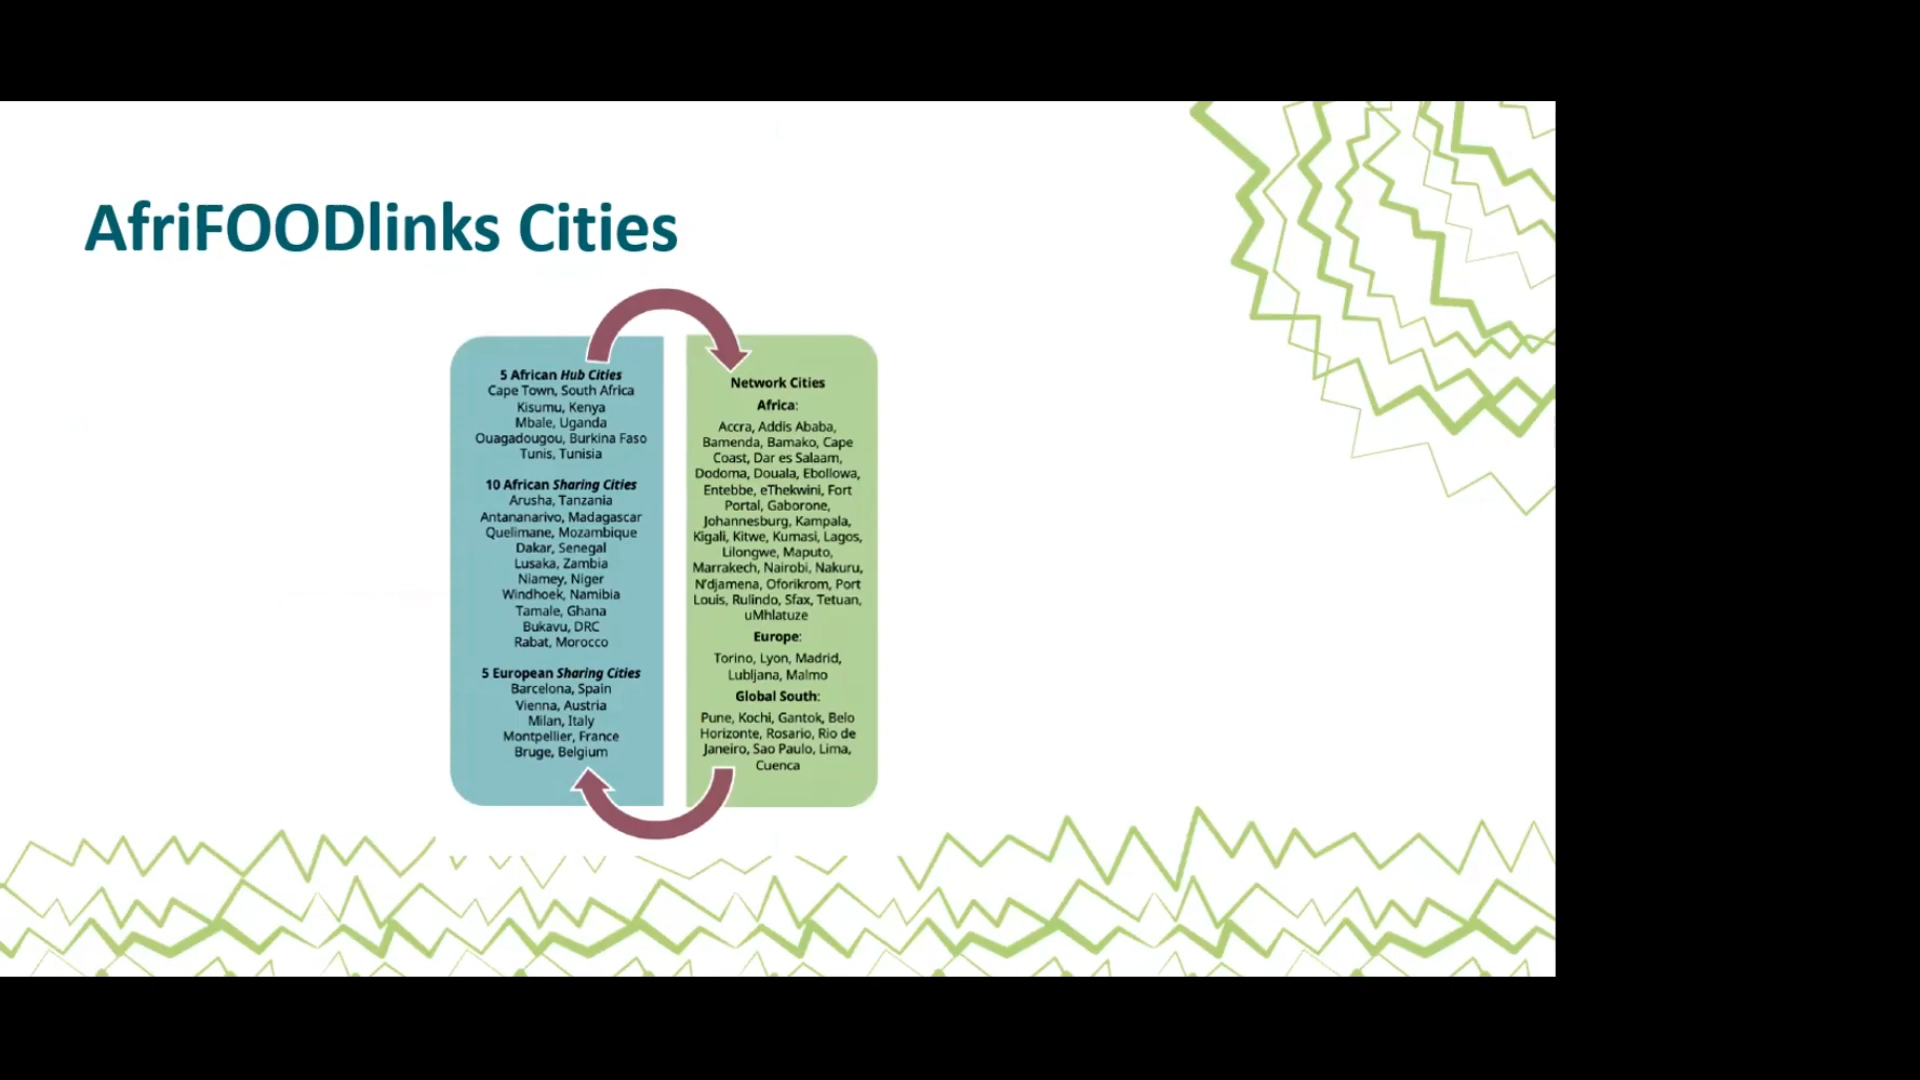 AfriFOODlinks Cities
5 African Hub Cities
Cape Town, South Africa
Kisumu, Kenya
Mbale, Uganda
Ouagadougou, Burkina Faso
Tunis, Tunisia
10 African Sharing Cities
Arusha, Tanzania
Antananarivo, Madagascar
Quelimane, Mozambique
Dakar, Senegal
Lusaka, Zambia
Niamey, Niger
Windhoek, Namibia
Tamale, Ghana
Bukavu, DRC
Rabat, Morocco
5 European Sharing Cities
Barcelona, Spain
Vienna, Austria
Milan, Italy
Montpellier, France
Bruge, Belgium
Network Cities
Africa:
Accra, Addis Ababa,
Bamenda, Bamako, Cape
Coast, Dar es Salaam,
Dodoma, Douala, Ebollowa,
Entebbe, eThekwini, Fort
Portal, Gaborone,
Johannesburg, Kampala,
Kigali, Kitwe, Kumasi, Lagos,
Lilongwe, Maputo,
Marrakech, Nairobi, Nakuru,
N'djamena, Oforikrom, Port
Louis, Rulindo, Sfax, Tetuan,
uMhlatuze
Europe:
Torino, Lyon, Madrid,
Lubljana, Malmo
Global South:
Pune, Kochi, Gantok, Belo
Horizonte, Rosario, Rio de
Janeiro, Sao Paulo, Lima,
Cuenca